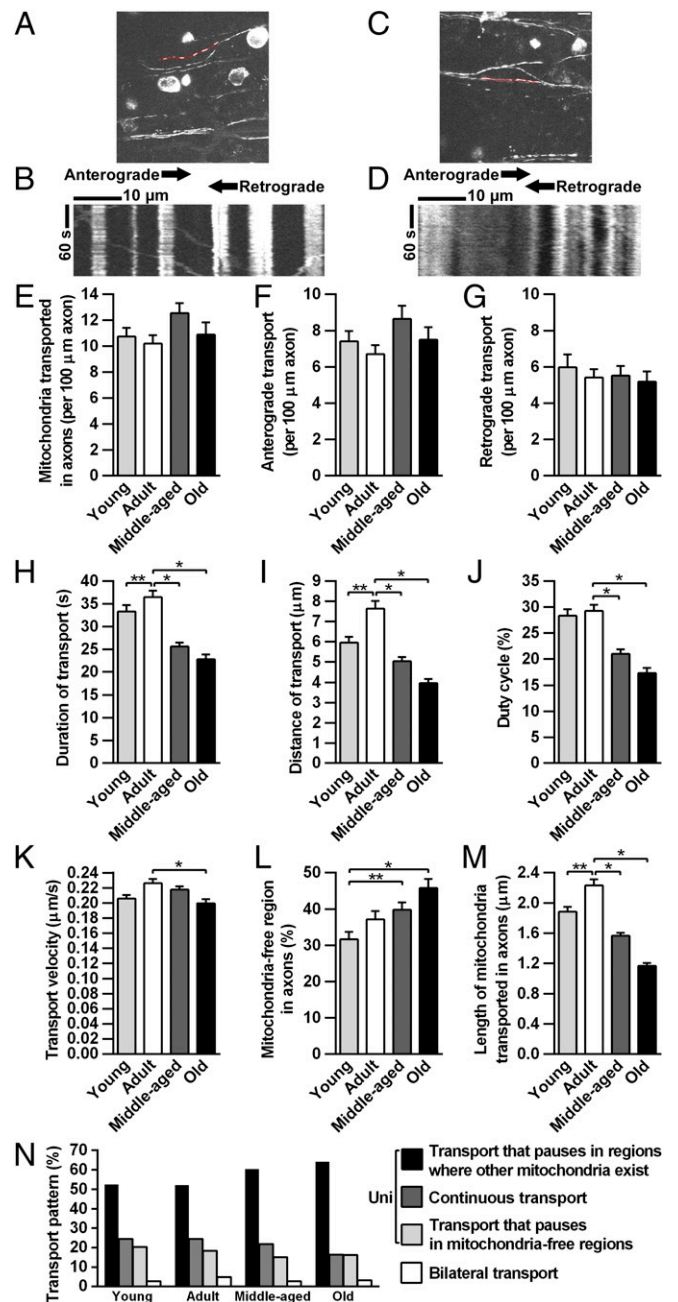 A
C
B
Anterograde
Retrograde
10 µm
60 s
D
Anterograde
Retrograde
10 µm
60 s
E
Mitochondria transported
in axons (per 100 µm axon)
14
12
10
8
6
4
2
0
Young
Adult
Middle-aged
Old
F
Anterograde transport
(per 100 µm axon)
10
8
6
4
2
0
Young
Adult
Middle-aged
Old
G
Retrograde transport
(per 100 µm axon)
10
8
6
4
2
0
Young
Adult
Middle-aged
Old
H
Duration of transport (s)
40
35
30
25
20
15
10
5
0
** * *
Young
Adult
Middle-aged
Old
I
Distance of transport (µm)
9
8
7
6
5
4
3
2
1
0
** * *
Young
Adult
Middle-aged
Old
J
Duty cycle (%)
35
30
25
20
15
10
5
0
* *
Young
Adult
Middle-aged
Old
K
Transport velocity (µm/s)
0.24
0.22
0.20
0.18
0.16
0.14
0.12
0.10
0.08
0.06
0.04
0.02
0.00
*
Young
Adult
Middle-aged
Old
L
Mitochondria-free region
in axons (%)
50
40
30
20
10
0
*
**
Young
Adult
Middle-aged
Old
M
Length of mitochondria
transported in axons (µm)
2.4
2.0
1.6
1.2
0.8
0.4
0.0
** * *
Young
Adult
Middle-aged
Old
N
Transport pattern (%)
70
60
50
40
30
20
10
0
Young
Adult
Middle-aged
Old
Uni
Transport that pauses in regions
where other mitochondria exist
Continuous transport
Transport that pauses
in mitochondria-free regions
Bilateral transport